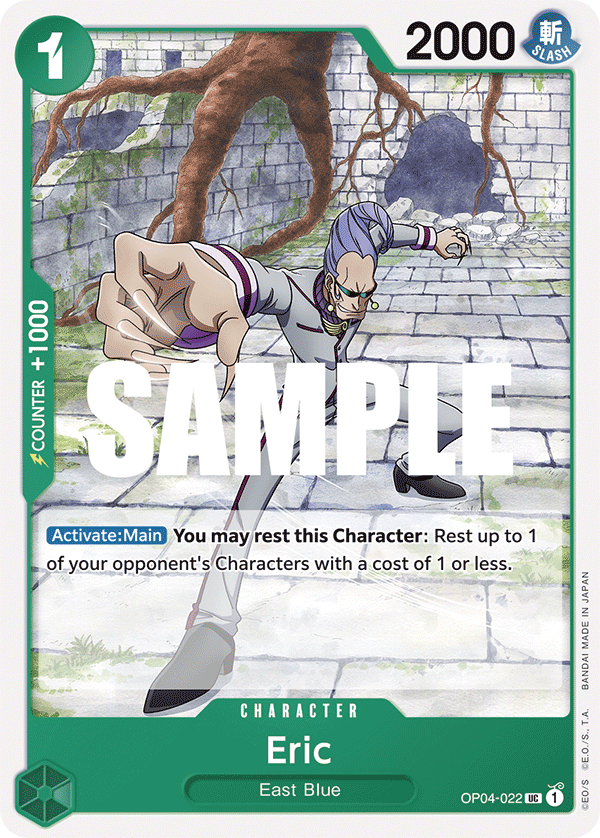 1
2000
斬
SLASH
COUNTER +1000
SAMPLE
Activate:Main You may rest this Character: Rest up to 1
of your opponent's Characters with a cost of 1 or less.
CHARACTER
Eric
East Blue
OP04-022 UC 1
©EO/S ©E.O./S., T.A. BANDAI MADE IN JAPAN